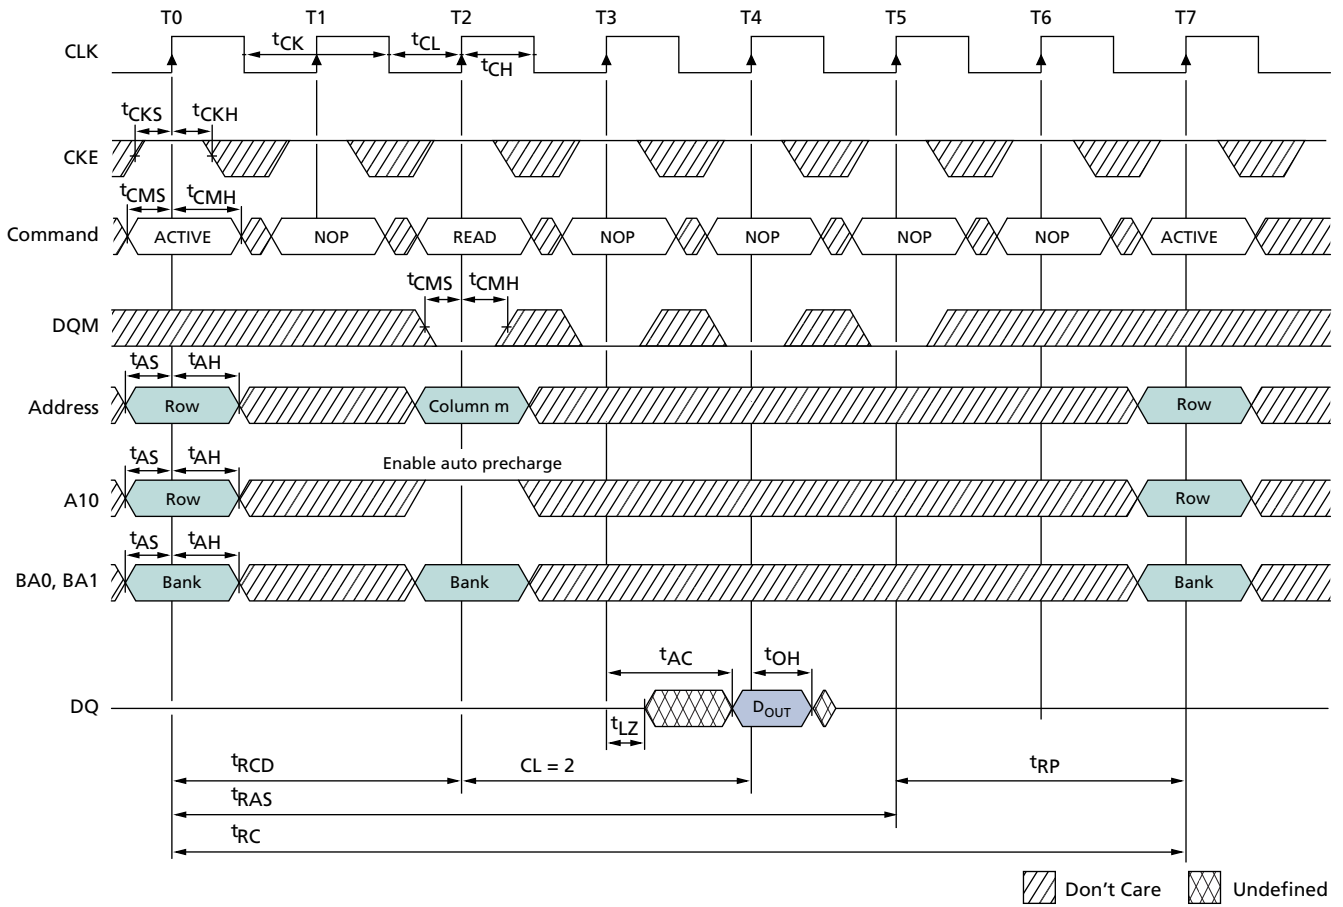 T0 T1 T2 T3 T4 T5 T6 T7
CLK tCK tCL tCH
tCKS tCKH
CKE
tCMS tCMH
Command ACTIVE NOP READ NOP NOP NOP NOP ACTIVE
tCMS tCMH
DQM
tAS tAH
Address Row Column m Row
tAS tAH Enable auto precharge
A10 Row Row
tAS tAH
BA0, BA1 Bank Bank Bank
tAC tOH
DQ DOUT
tLZ
tRCD CL = 2 tRP
tRAS
tRC
Don't Care Undefined